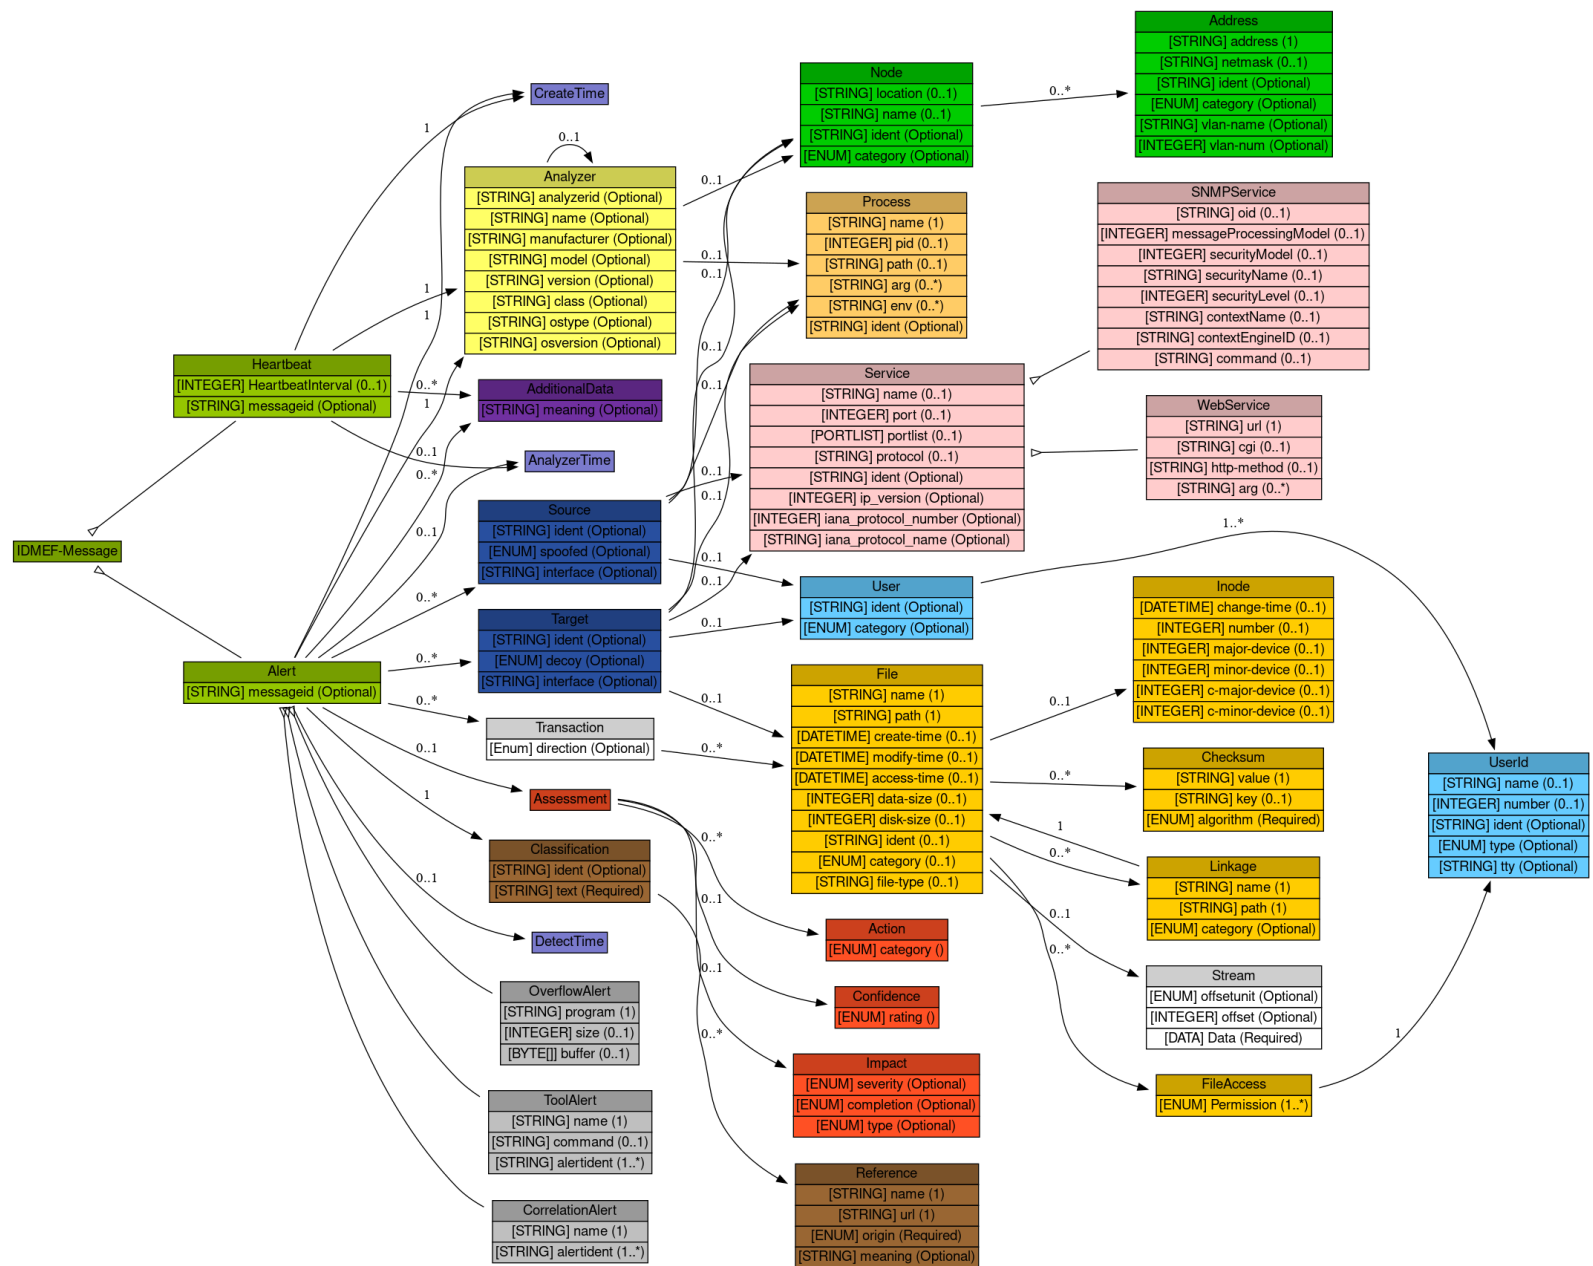 IDMEF-Message
Heartbeat
[INTEGER] HeartbeatInterval (0..1)
[STRING] messageid (Optional)
Alert
[STRING] messageid (Optional)
1
1
1
0..*
1
0..1
0..*
0..1
0..*
0..*
0..*
0..1
1
0..1
CreateTime
0..1
Analyzer
[STRING] analyzerid (Optional)
[STRING] name (Optional)
[STRING] manufacturer (Optional)
[STRING] model (Optional)
[STRING] version (Optional)
[STRING] class (Optional)
[STRING] ostype (Optional)
[STRING] osversion (Optional)
AdditionalData
[STRING] meaning (Optional)
AnalyzerTime
Source
[STRING] ident (Optional)
[ENUM] spoofed (Optional)
[STRING] interface (Optional)
Target
[STRING] ident (Optional)
[ENUM] decoy (Optional)
[STRING] interface (Optional)
Transaction
[Enum] direction (Optional)
Assessment
Classification
[STRING] ident (Optional)
[STRING] text (Required)
DetectTime
OverflowAlert
[STRING] program (1)
[INTEGER] size (0..1)
[BYTE[]] buffer (0..1)
ToolAlert
[STRING] name (1)
[STRING] command (0..1)
[STRING] alertident (1..*)
CorrelationAlert
[STRING] name (1)
[STRING] alertident (1..*)
0..1
0..1
0..1
0..1
0..1
0..1
0..1
0..1
0..1
0..1
0..1
0..*
0..*
0..1
0..1
0..*
Node
[STRING] location (0..1)
[STRING] name (0..1)
[STRING] ident (Optional)
[ENUM] category (Optional)
Process
[STRING] name (1)
[INTEGER] pid (0..1)
[STRING] path (0..1)
[STRING] arg (0..*)
[STRING] env (0..*)
[STRING] ident (Optional)
Service
[STRING] name (0..1)
[INTEGER] port (0..1)
[PORTLIST] portlist (0..1)
[STRING] protocol (0..1)
[STRING] ident (Optional)
[INTEGER] ip_version (Optional)
[INTEGER] iana_protocol_number (Optional)
[STRING] iana_protocol_name (Optional)
User
[STRING] ident (Optional)
[ENUM] category (Optional)
File
[STRING] name (1)
[STRING] path (1)
[DATETIME] create-time (0..1)
[DATETIME] modify-time (0..1)
[DATETIME] access-time (0..1)
[INTEGER] data-size (0..1)
[INTEGER] disk-size (0..1)
[STRING] ident (0..1)
[ENUM] category (0..1)
[STRING] file-type (0..1)
Action
[ENUM] category ()
Confidence
[ENUM] rating ()
Impact
[ENUM] severity (Optional)
[ENUM] completion (Optional)
[ENUM] type (Optional)
Reference
[STRING] name (1)
[STRING] url (1)
[ENUM] origin (Required)
[STRING] meaning (Optional)
0..*
0..1
0..*
1
0..*
0..1
0..*
Address
[STRING] address (1)
[STRING] netmask (0..1)
[STRING] ident (Optional)
[ENUM] category (Optional)
[STRiNG] vlan-name (Optional)
[INTEGER] vlan-num (Optional)
SNMPService
[STRING] oid (0..1)
[INTEGER] messageProcessingModel (0..1)
[INTEGER] securityModel (0..1)
[STRING] securityName (0..1)
[INTEGER] securityLevel (0..1)
[STRING] contextName (0..1)
[STRING] contextEngineID (0..1)
[STRING] command (0..1)
WebService
[STRING] url (1)
[STRING] cgi (0..1)
[STRING] http-method (0..1)
[STRING] arg (0..*)
1..*
Inode
[DATETIME] change-time (0..1)
[INTEGER] number (0..1)
[INTEGER] major-device (0..1)
[INTEGER] minor-device (0..1)
[INTEGER] c-major-device (0..1)
[INTEGER] c-minor-device (0..1)
Checksum
[STRING] value (1)
[STRING] key (0..1)
[ENUM] algorithm (Required)
Linkage
[STRING] name (1)
[STRING] path (1)
[ENUM] category (Optional)
Stream
[ENUM] offsetunit (Optional)
[INTEGER] offset (Optional)
[DATA] Data (Required)
FileAccess
[ENUM] Permission (1..*)
1
UserId
[STRING] name (0..1)
[INTEGER] number (0..1)
[STRING] ident (Optional)
[ENUM] type (Optional)
[STRING] tty (Optional)